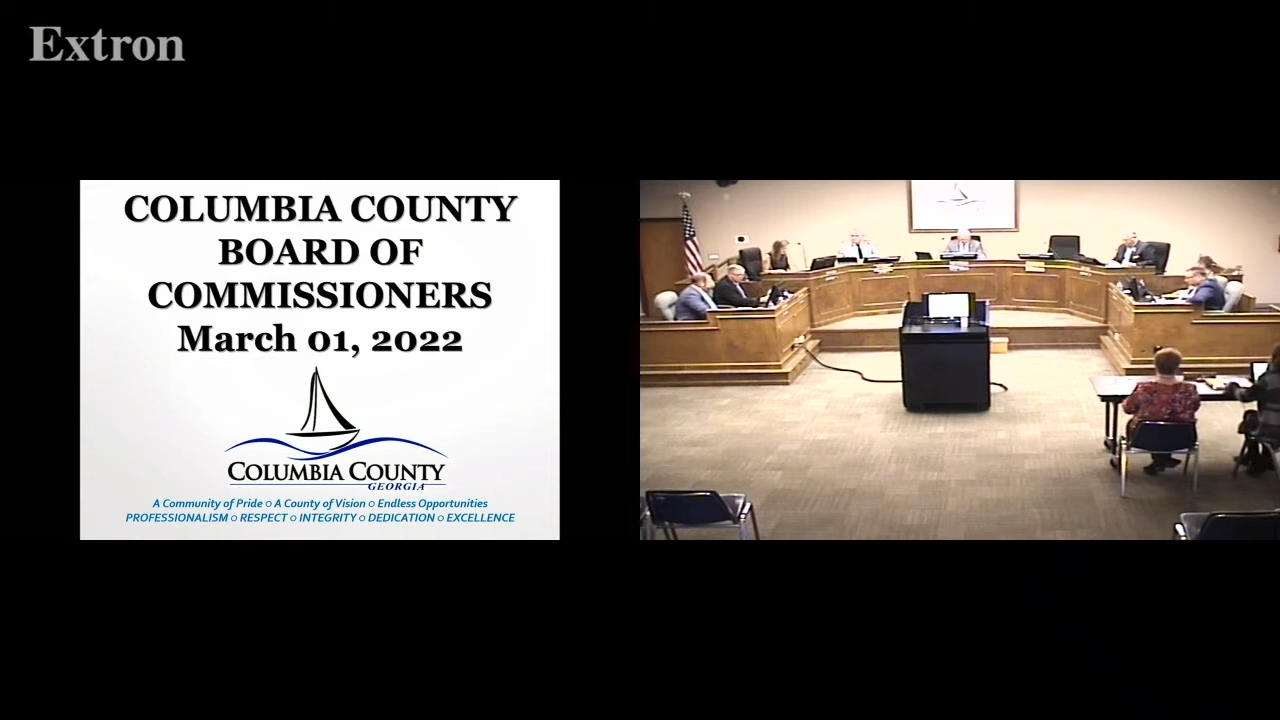 Extron
COLUMBIA COUNTY
BOARD OF
COMMISSIONERS
March 01, 2022
COLUMBIA COUNTY
GEORGIA
A Community of Pride ○ A County of Vision ○ Endless Opportunities
PROFESSIONALISM ○ RESPECT ○ INTEGRITY ○ DEDICATION ○ EXCELLENCE